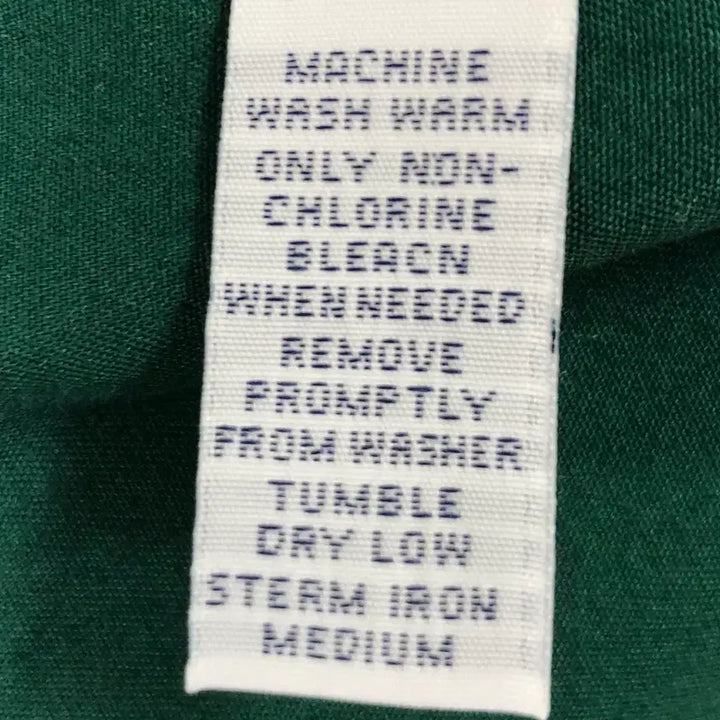 MACHINE
WASH WARM
ONLY NON-
CHLORINE
BLEACN
WHEN NEEDED
REMOVE
PROMPTLY
FROM WASHER
TUMBLE
DRY LOW
STERM IRON
MEDIUM